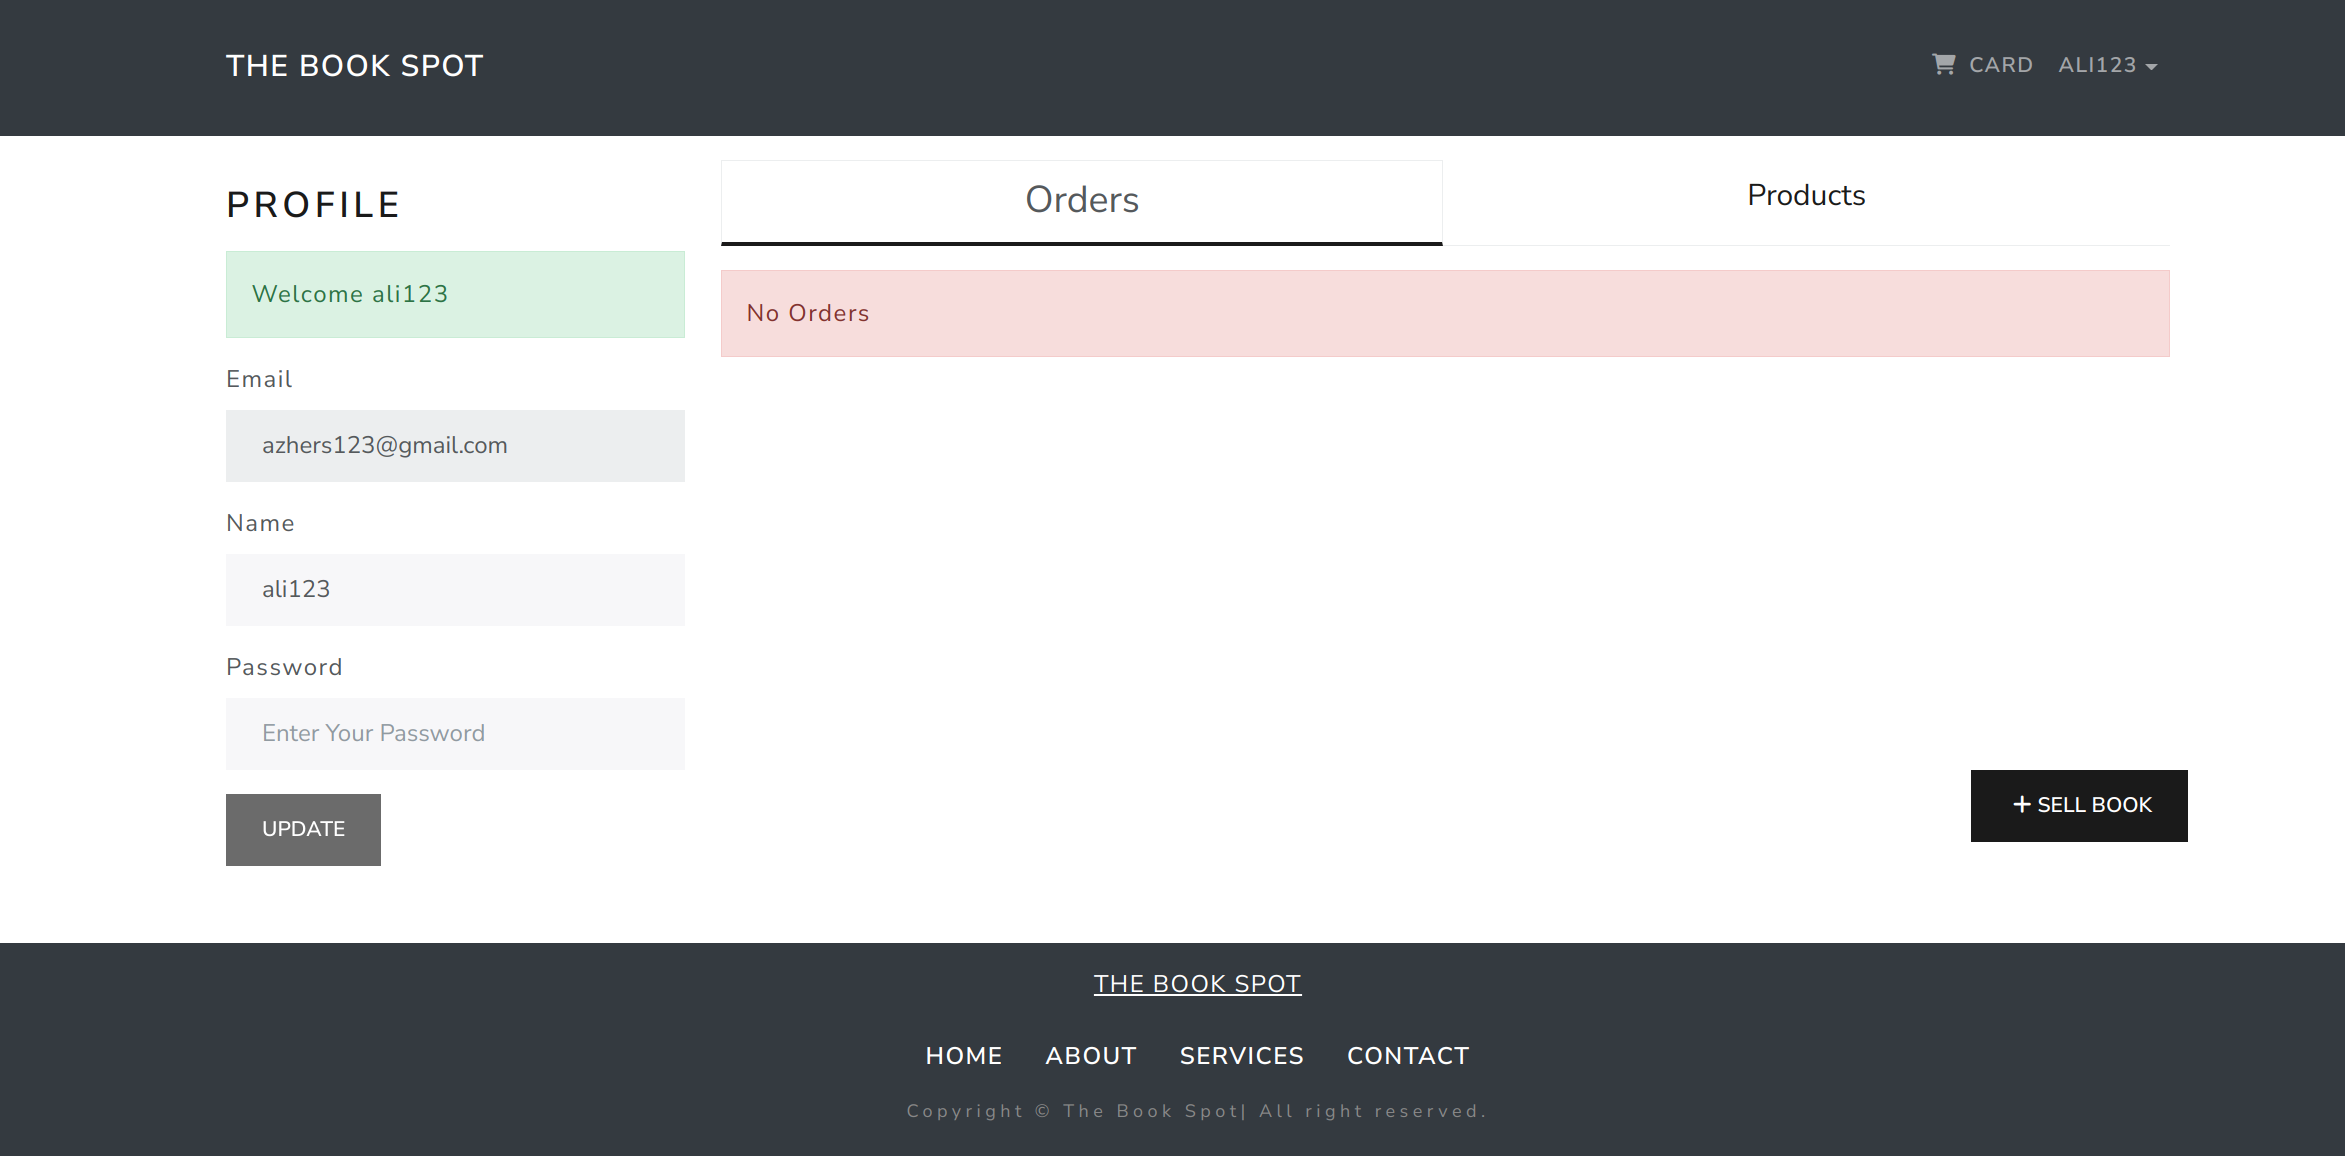 THE BOOK SPOT
CARD
ALI123
PROFILE
Welcome ali123
Email
azhers123@gmail.com
Name
ali123
Password
Enter Your Password
UPDATE
Orders
Products
No Orders
SELL BOOK
THE BOOK SPOT
HOME ABOUT SERVICES CONTACT
Copyright © The Book Spot| All right reserved.